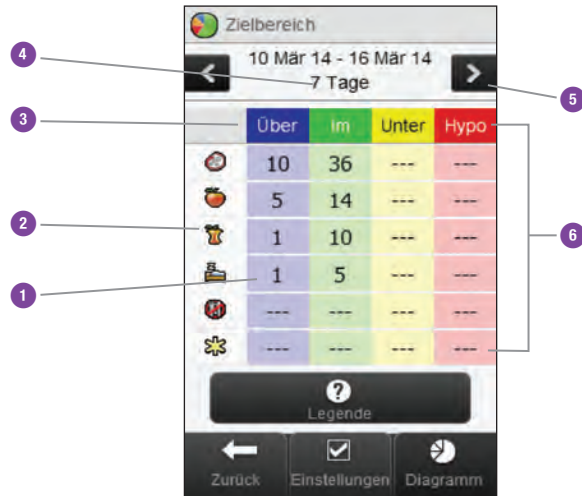 Zielbereich
10 Mär 14 - 16 Mär 14
7 Tage
Über Im Unter Hypo
10 36 --- ---
5 14 --- ---
1 10 --- ---
1 5 --- ---
--- --- --- ---
--- --- --- ---
?
Legende
Zurück Einstellungen Diagramm
4
5
3
2
6
1